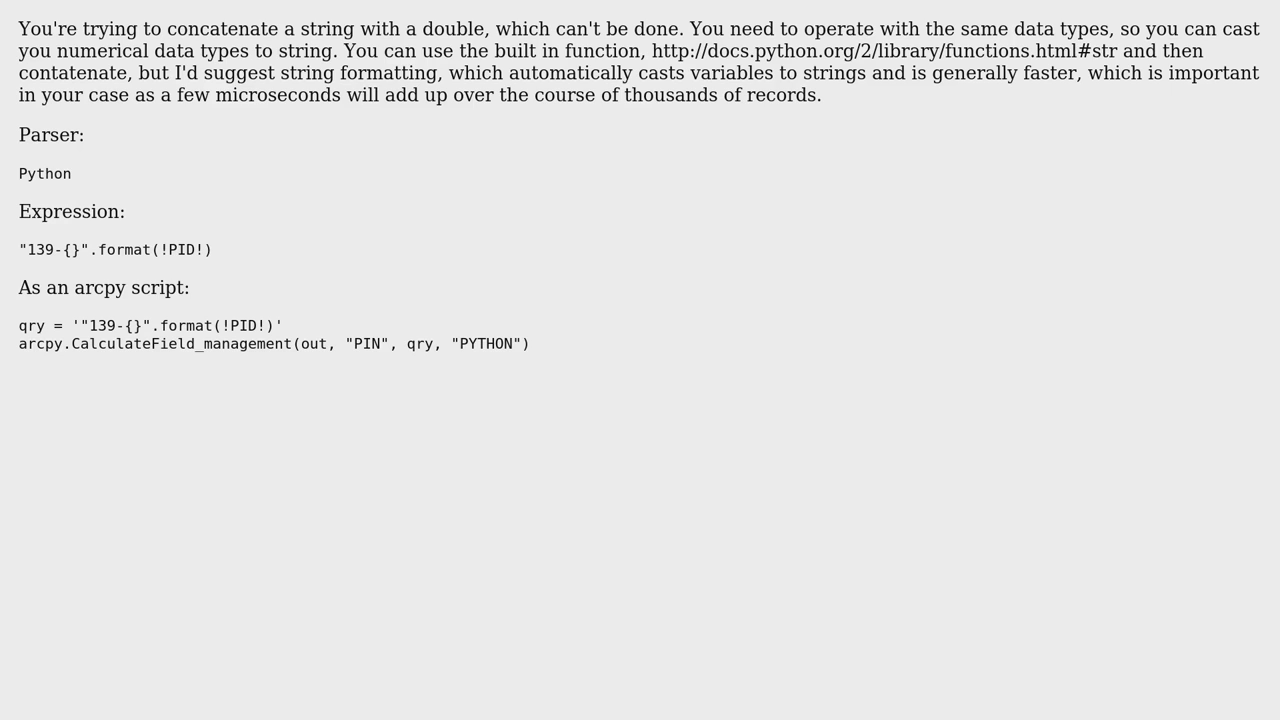 You're trying to concatenate a string with a double, which can't be done. You need to operate with the same data types, so you can cast
you numerical data types to string. You can use the built in function, http://docs.python.org/2/library/functions.html#str and then
contatenate, but I'd suggest string formatting, which automatically casts variables to strings and is generally faster, which is important
in your case as a few microseconds will add up over the course of thousands of records.
Parser:
Python
Expression:
"139-{}".format(!PID!)
As an arcpy script:
qry = '"139-{}".format(!PID!)'
arcpy.CalculateField_management(out, "PIN", qry, "PYTHON")